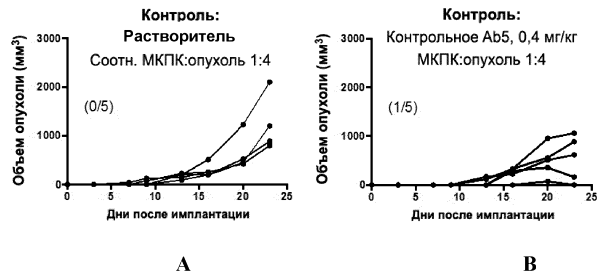 Контроль:
Растворитель
Соотн. МКПК:опухоль 1:4
Объем опухоли (мм³)
3000
2000
1000
0
(0/5)
0 5 10 15 20 25
Дни после имплантации
A
Контроль:
Контрольное Ab5, 0,4 мг/кг
МКПК:опухоль 1:4
Объем опухоли (мм³)
3000
2000
1000
0
(1/5)
0 5 10 15 20 25
Дни после имплантации
B